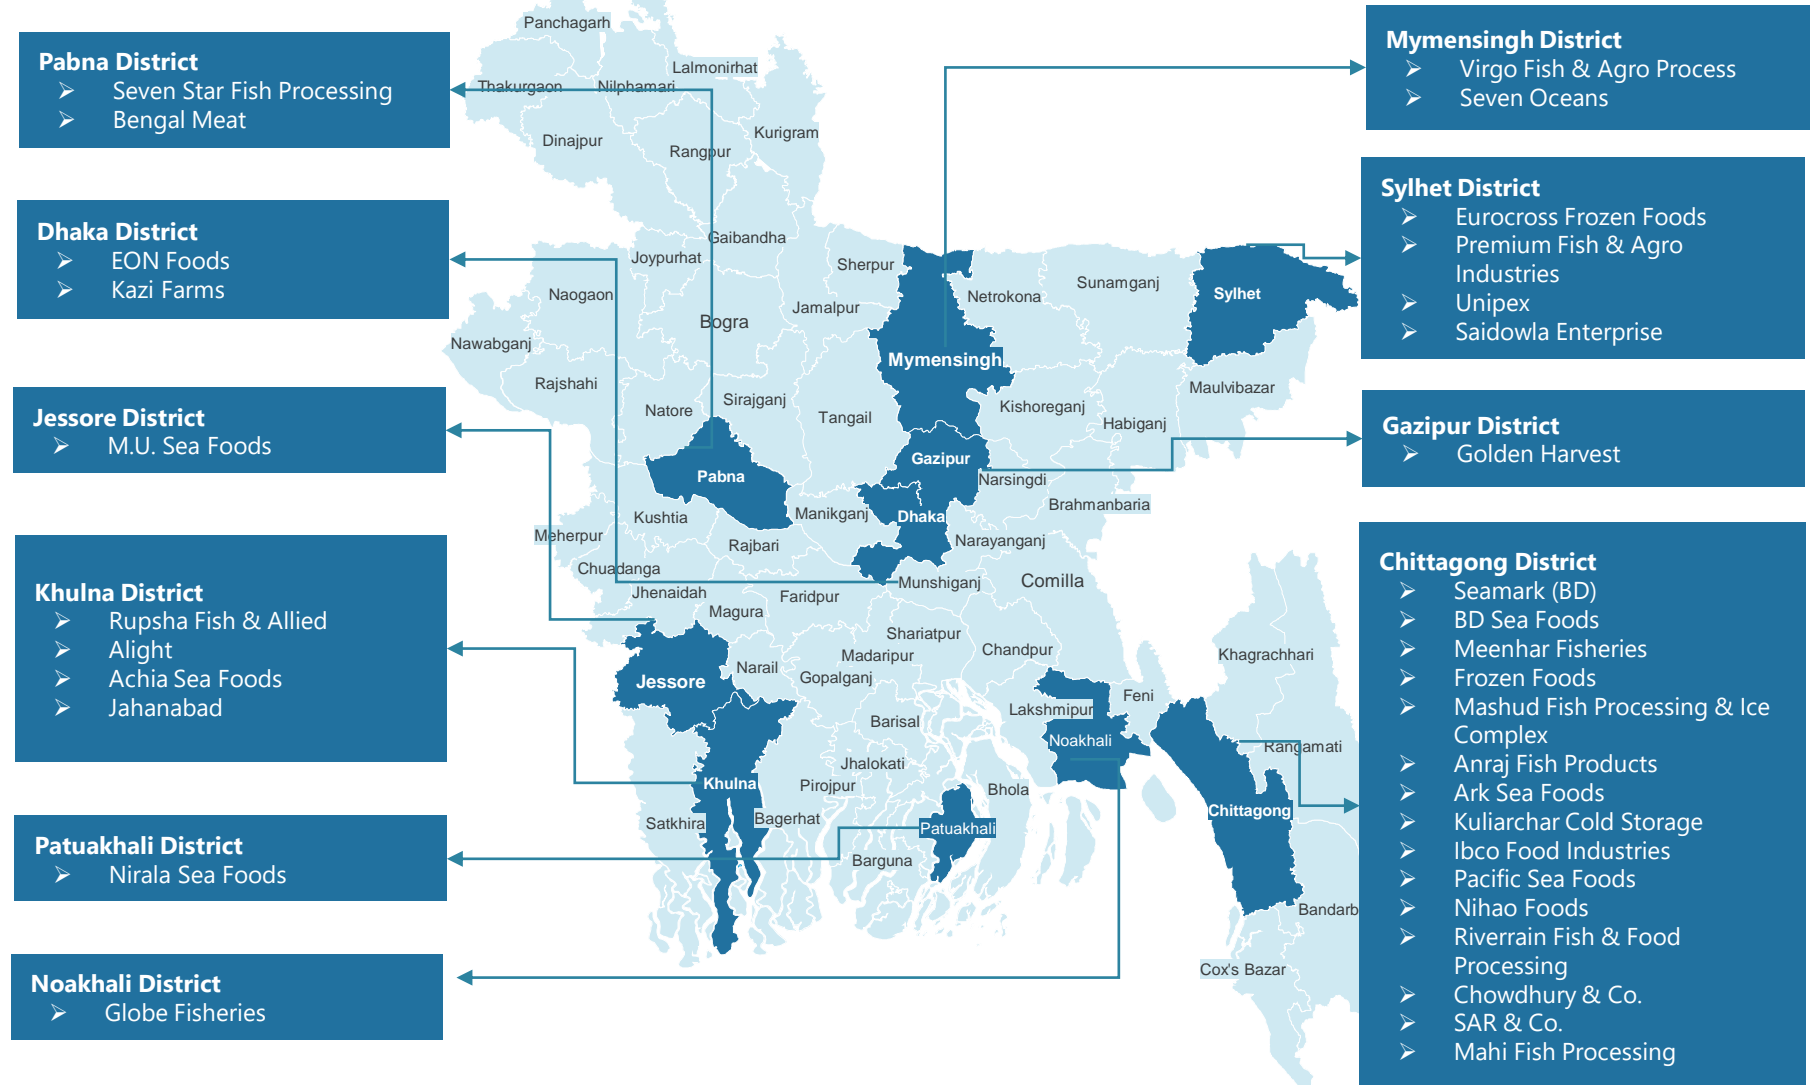 Pabna District
➢ Seven Star Fish Processing
➢ Bengal Meat
Dhaka District
➢ EON Foods
➢ Kazi Farms
Jessore District
➢ M.U. Sea Foods
Khulna District
➢ Rupsha Fish & Allied
➢ Alight
➢ Achia Sea Foods
➢ Jahanabad
Patuakhali District
➢ Nirala Sea Foods
Noakhali District
➢ Globe Fisheries
Panchagarh
Lalmonirhat
Thakurgaon
Nilphamari
Kurigram
Dinajpur
Rangpur
Gaibandha
Joypurhat
Sherpur
Naogaon
Jamalpur
Netrokona
Sunamganj
Sylhet
Bogra
Nawabganj
Mymensingh
Rajshahi
Maulvibazar
Sirajganj
Natore
Tangail
Kishoreganj
Habiganj
Gazipur
Pabna
Narsingdi
Brahmanbaria
Kushtia
Manikganj
Dhaka
Meherpur
Rajbari
Narayanganj
Chuadanga
Munshiganj
Comilla
Jhenaidah
Faridpur
Magura
Shariatpur
Madaripur
Chandpur
Khagrachhari
Narail
Gopalganj
Jessore
Feni
Lakshmipur
Barisal
Noakhali
Rangamati
Jhalokati
Khulna
Pirojpur
Bhola
Chittagong
Satkhira
Bagerhat
Patuakhali
Barguna
Bandarb
Cox's Bazar
Mymensingh District
➢ Virgo Fish & Agro Process
➢ Seven Oceans
Sylhet District
➢ Eurocross Frozen Foods
➢ Premium Fish & Agro
Industries
➢ Unipex
➢ Saidowla Enterprise
Gazipur District
➢ Golden Harvest
Chittagong District
➢ Seamark (BD)
➢ BD Sea Foods
➢ Meenhar Fisheries
➢ Frozen Foods
➢ Mashud Fish Processing & Ice
Complex
➢ Anraj Fish Products
➢ Ark Sea Foods
➢ Kuliarchar Cold Storage
➢ Ibco Food Industries
➢ Pacific Sea Foods
➢ Nihao Foods
➢ Riverrain Fish & Food
Processing
➢ Chowdhury & Co.
➢ SAR & Co.
➢ Mahi Fish Processing